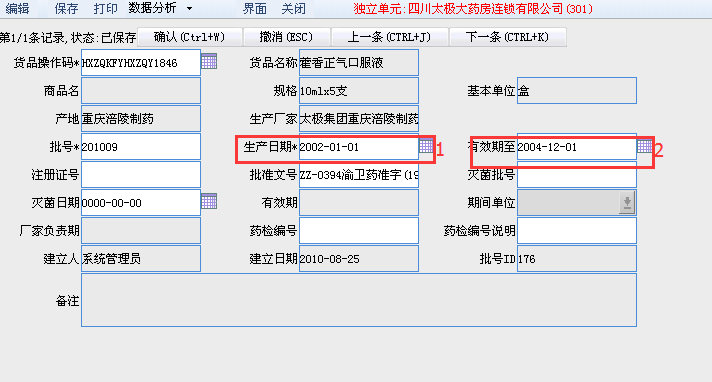 编辑 保存 打印 数据分析 界面 关闭 独立单元:四川太极大药房连锁有限公司(301)
第1/1条记录,状态:已保存 确认(Ctrl+W) 撤消(ESC) 上一条(CTRL+J) 下一条(CTRL+K)
货品操作码* HXZQKFYHXZQY1846 货品名称 藿香正气口服液
商品名 规格 10mlx5支 基本单位 盒
产地 重庆涪陵制药 生产厂家 太极集团重庆涪陵制药
批号* 201009 生产日期* 2002-01-01 1 有效期至 2004-12-01 2
注册证号 批准文号 ZZ-0394渝卫药准字(19 灭菌批号
灭菌日期 0000-00-00 有效期 期间单位
厂家负责期 药检编号 药检编号说明
建立人 系统管理员 建立日期 2010-08-25 批号ID 176
备注